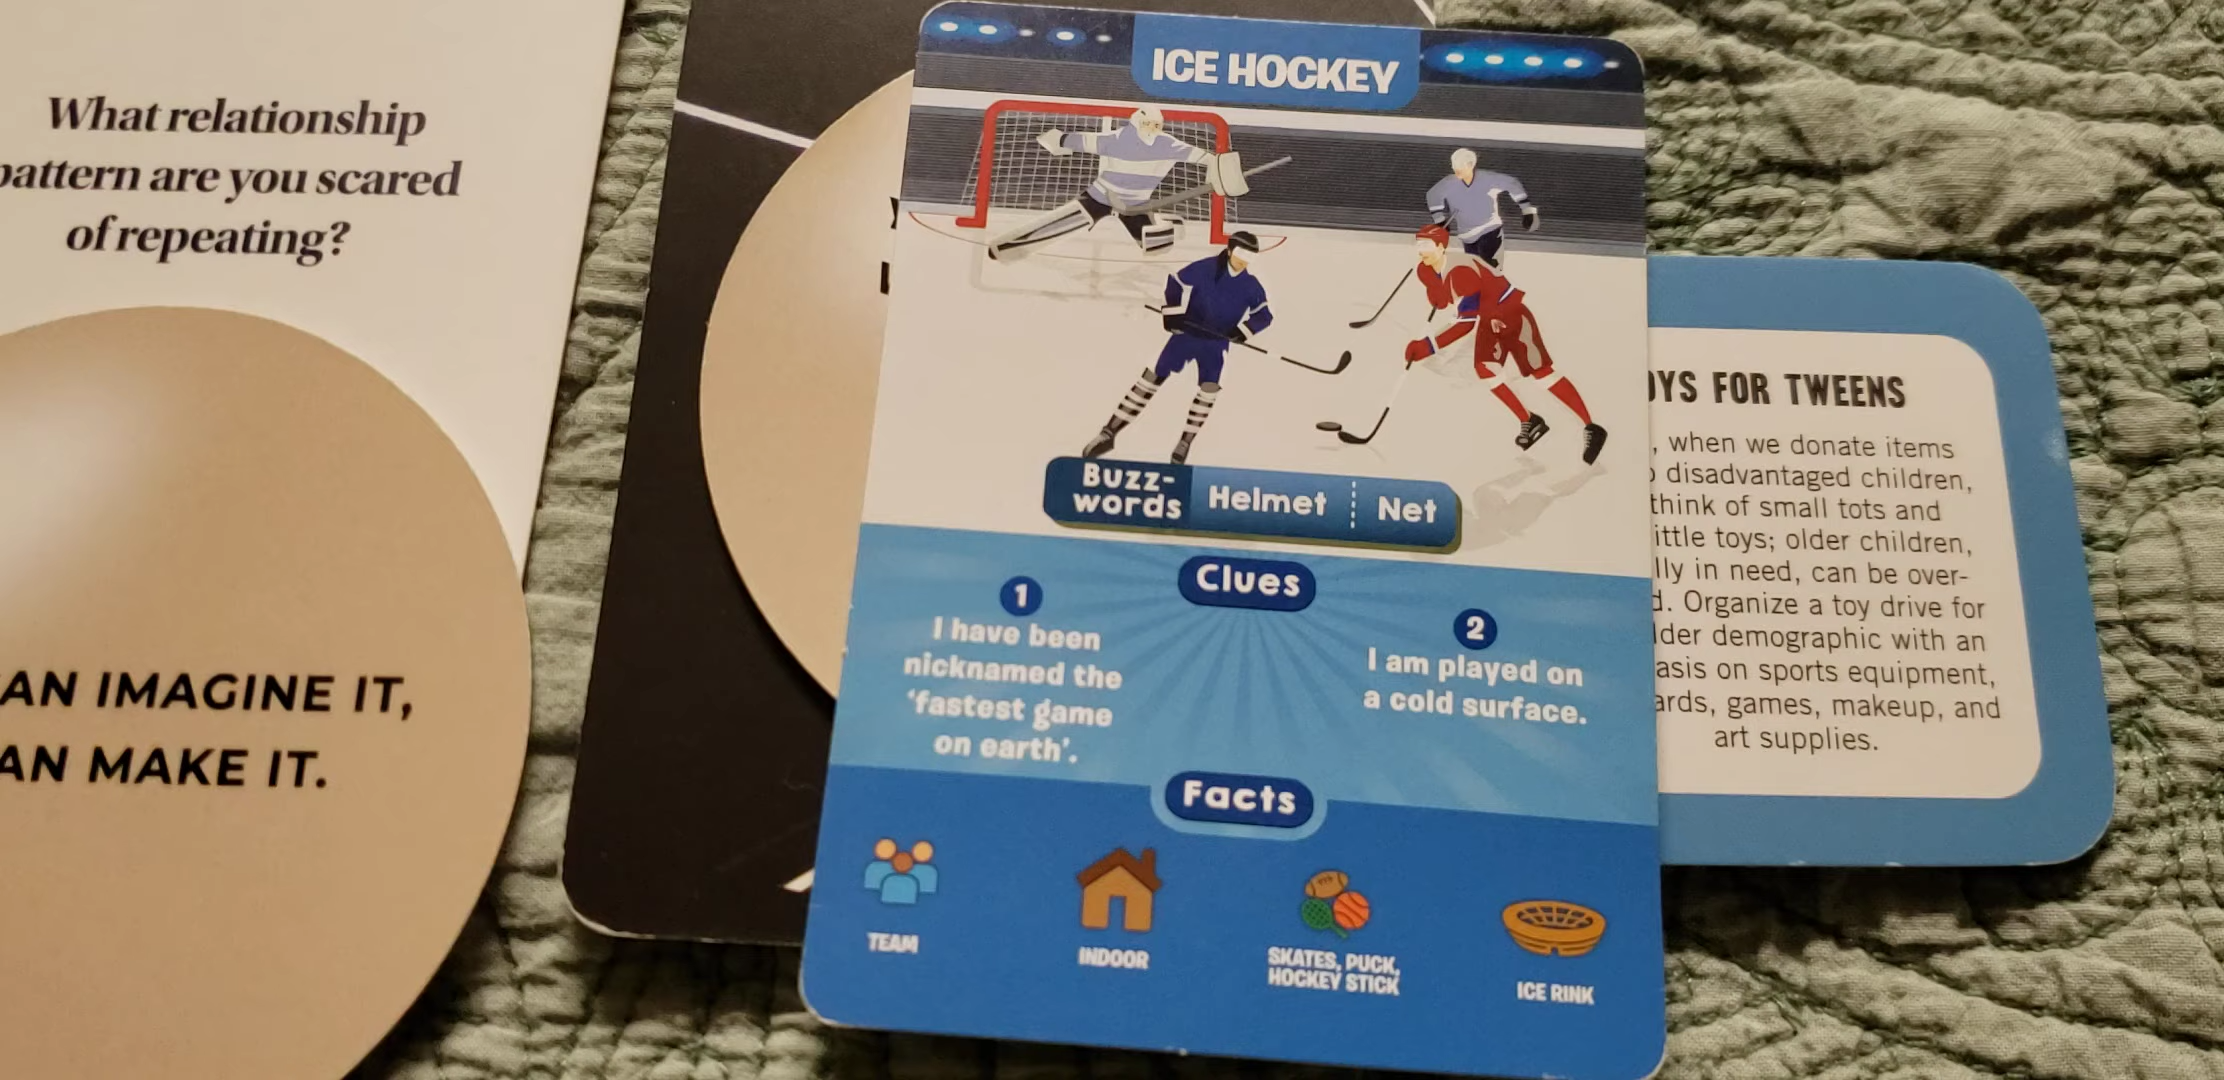 What relationship
pattern are you scared
of repeating?
AN IMAGINE IT,
AN MAKE IT.
ICE HOCKEY
Buzz-
words
Helmet
Net
Clues
1
I have been
nicknamed the
‘fastest game
on earth’.
2
I am played on
a cold surface.
Facts
TEAM
INDOOR
SKATES, PUCK,
HOCKEY STICK
ICE RINK
OYS FOR TWEENS
, when we donate items
disadvantaged children,
think of small tots and
ittle toys; older children,
lly in need, can be over-
d. Organize a toy drive for
lder demographic with an
asis on sports equipment,
ards, games, makeup, and
art supplies.